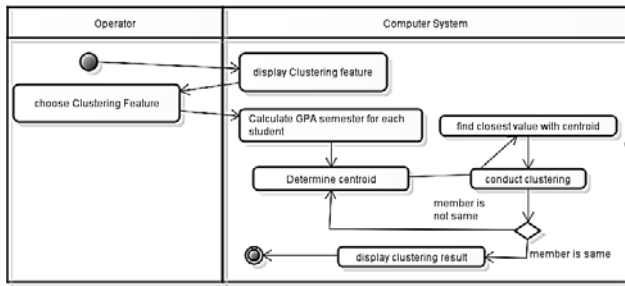 Operator
Computer System
display Clustering feature
choose Clustering Feature
Calculate GPA semester for each
student
find closest value with centroid
Determine centroid
conduct clustering
member is
not same
member is same
display clustering result